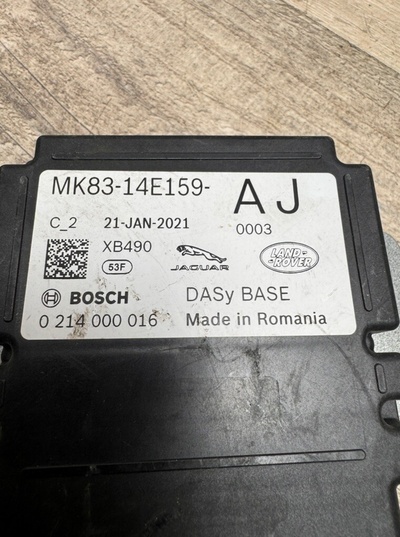 MK83-14E159- AJ
C_2 21-JAN-2021 0003
XB490
53F
JAGUAR
LAND-
ROVER
BOSCH DASy BASE
0 214 000 016 Made in Romania